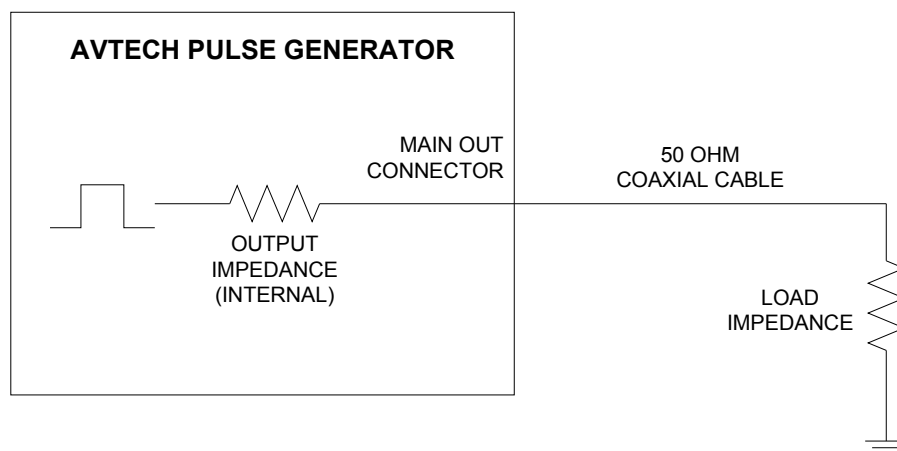 AVTECH PULSE GENERATOR
MAIN OUT
CONNECTOR
50 OHM
COAXIAL CABLE
OUTPUT
IMPEDANCE
(INTERNAL)
LOAD
IMPEDANCE